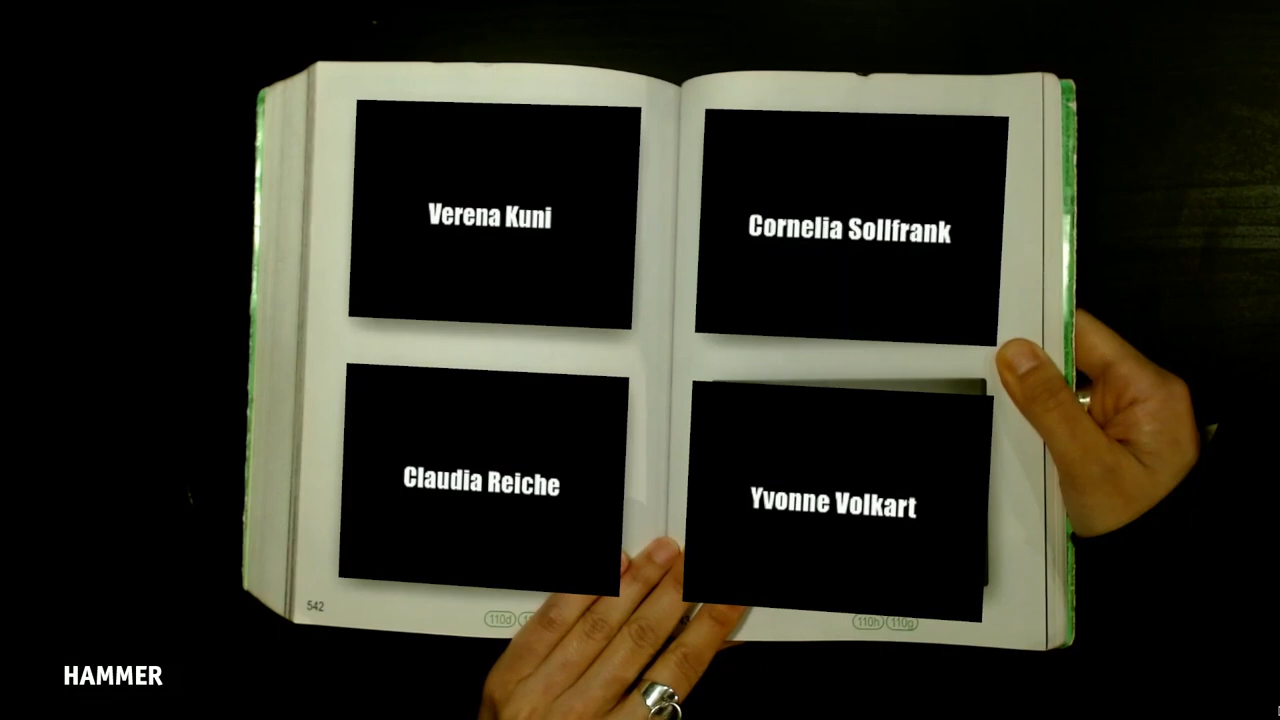 Verena Kuni
Cornelia Sollfrank
Claudia Reiche
Yvonne Volkart
542
110d
110h 110g
HAMMER